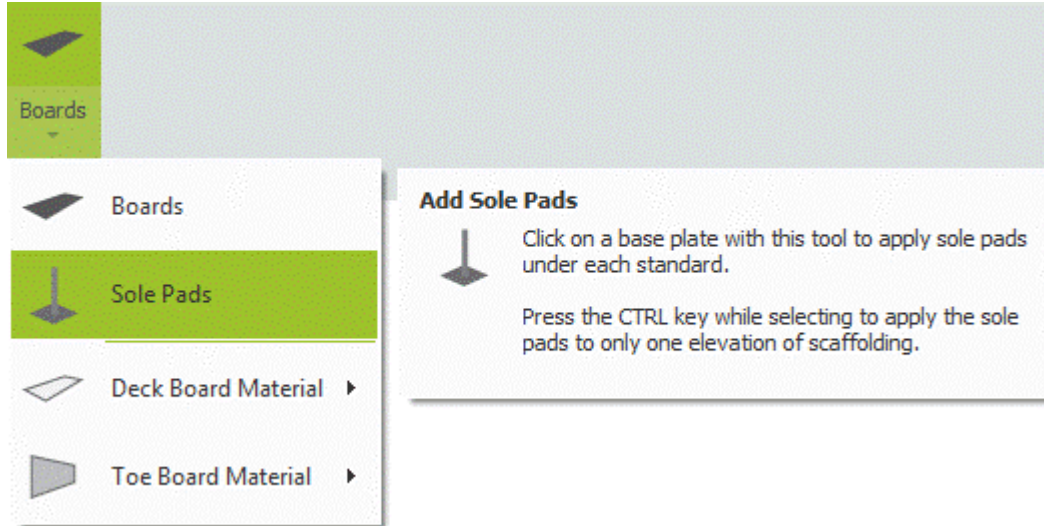 Boards
Boards
Sole Pads
Deck Board Material
Toe Board Material
Add Sole Pads
Click on a base plate with this tool to apply sole pads
under each standard.
Press the CTRL key while selecting to apply the sole
pads to only one elevation of scaffolding.